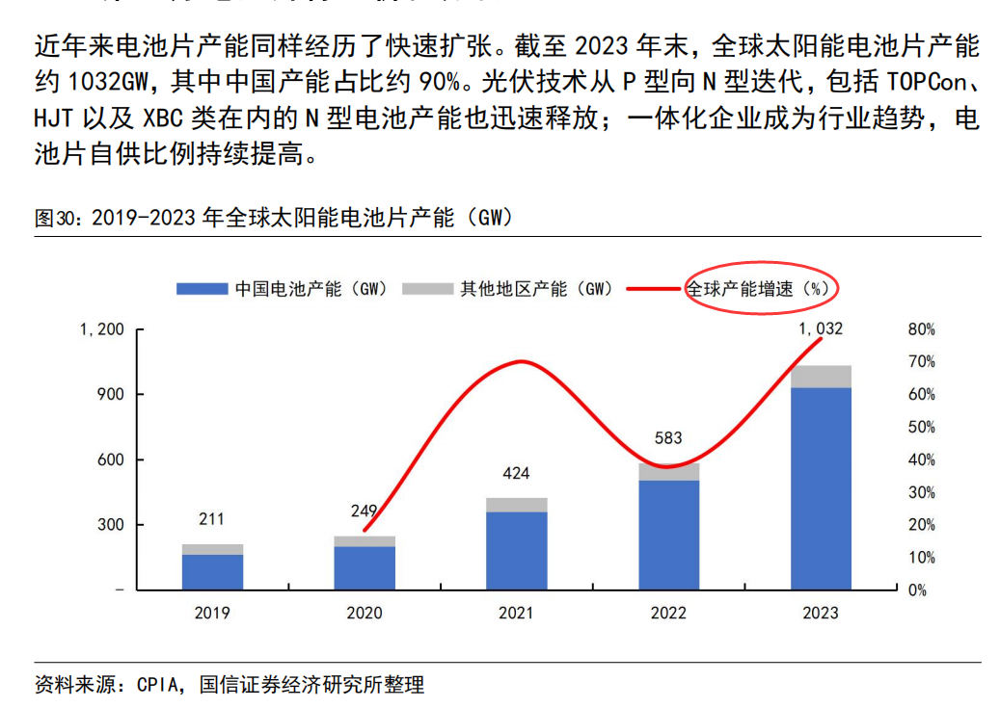 近年来电池片产能同样经历了快速扩张。截至 2023 年末，全球太阳能电池片产能
约 1032GW，其中中国产能占比约 90%。光伏技术从 P 型向 N 型迭代，包括 TOPCon、
HJT 以及 XBC 类在内的 N 型电池产能也迅速释放；一体化企业成为行业趋势，电
池片自供比例持续提高。
图30：2019-2023 年全球太阳能电池片产能（GW）
中国电池产能（GW） 其他地区产能（GW） 全球产能增速（%）
1,200
900
600
300
–
211
249
424
583
1,032
80%
70%
60%
50%
40%
30%
20%
10%
0%
2019 2020 2021 2022 2023
资料来源：CPIA，国信证券经济研究所整理